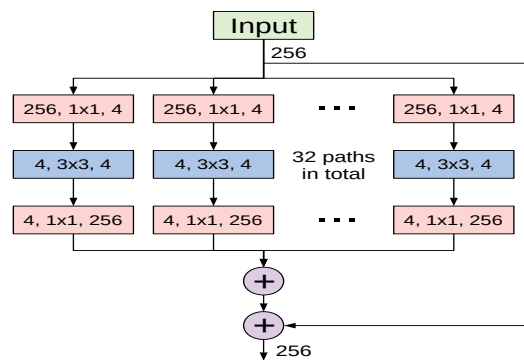 Input
256
256, 1x1, 4
256, 1x1, 4
256, 1x1, 4
4, 3x3, 4
4, 3x3, 4
32 paths
in total
4, 3x3, 4
4, 1x1, 256
4, 1x1, 256
4, 1x1, 256
+
+
256